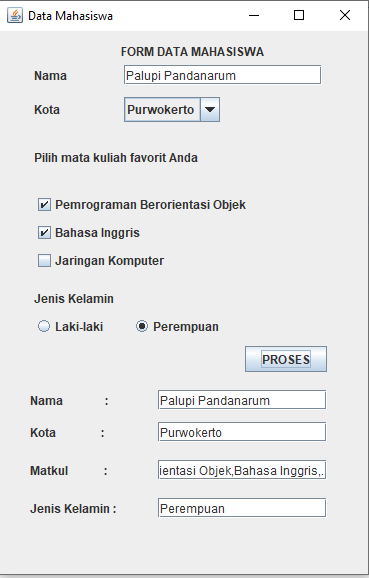 Data Mahasiswa
FORM DATA MAHASISWA
Nama Palupi Pandanarum
Kota Purwokerto
Pilih mata kuliah favorit Anda
Pemrograman Berorientasi Objek
Bahasa Inggris
Jaringan Komputer
Jenis Kelamin
Laki-laki Perempuan
PROSES
Nama : Palupi Pandanarum
Kota : Purwokerto
Matkul : ientasi Objek,Bahasa Inggris,.
Jenis Kelamin : Perempuan